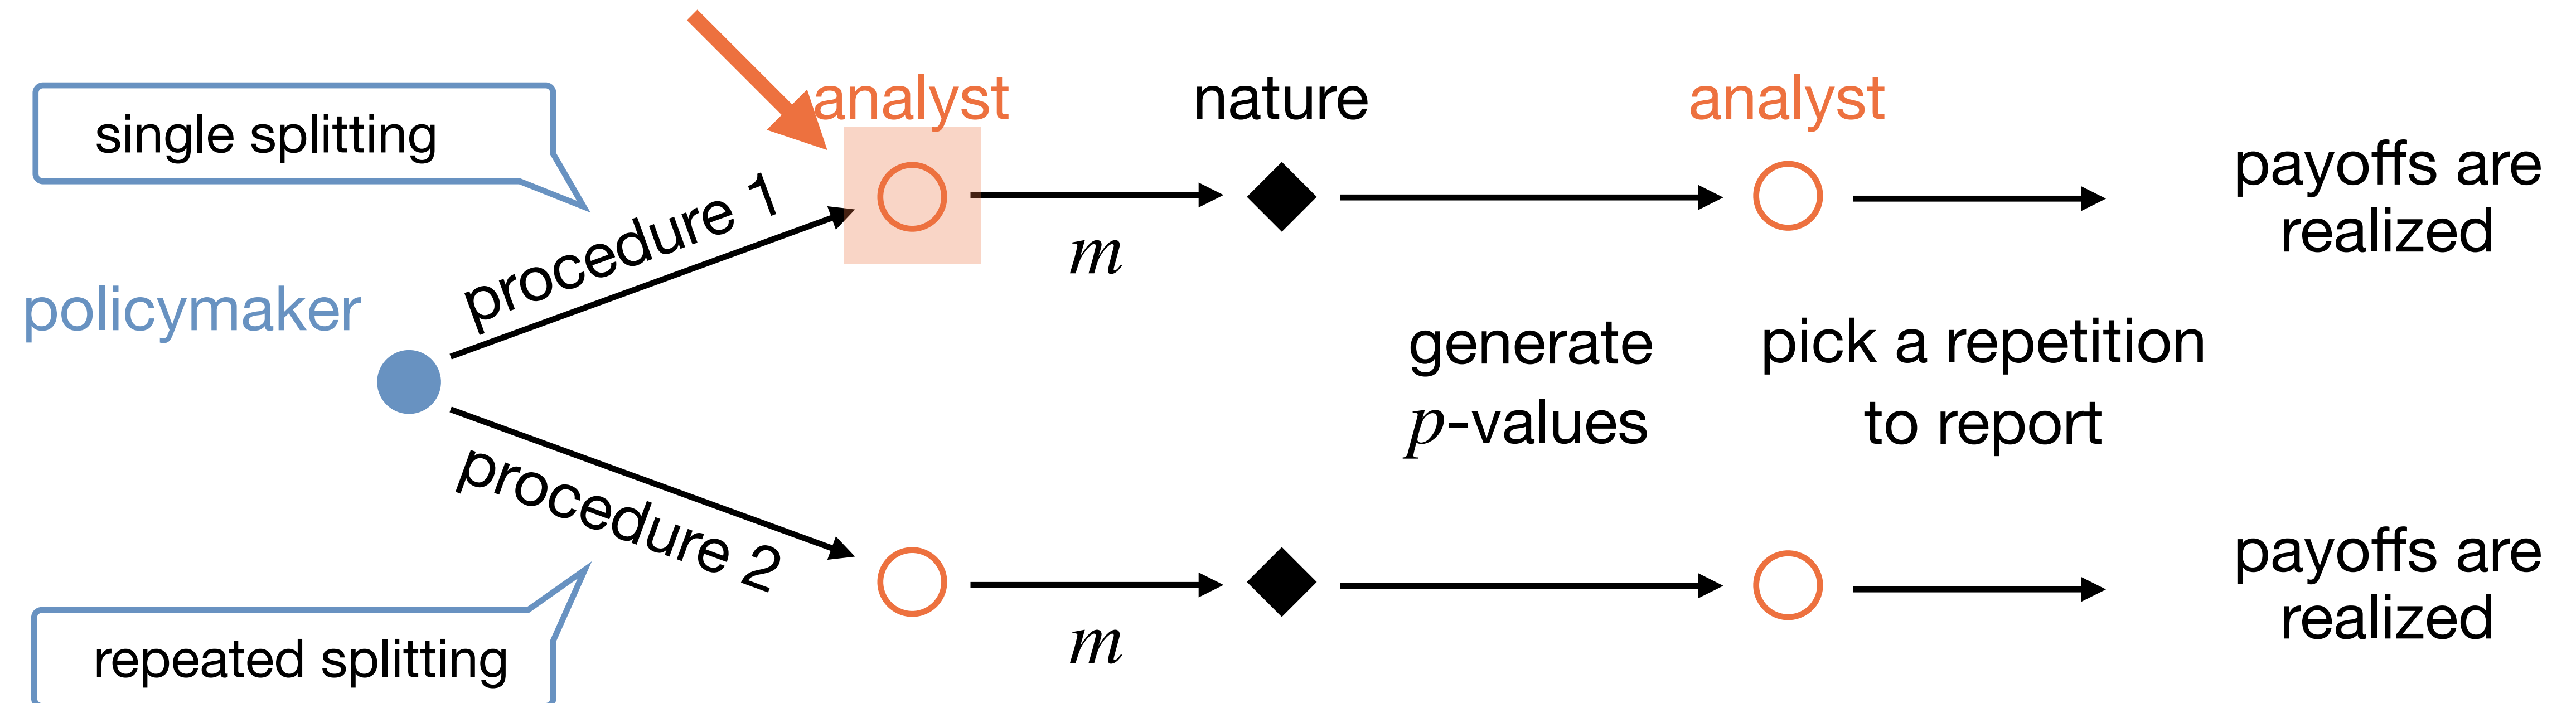 single splitting
analyst
nature
analyst
payoffs are
realized
procedure 1
m
policymaker
generate
p-values
pick a repetition
to report
procedure 2
repeated splitting
m
payoffs are
realized